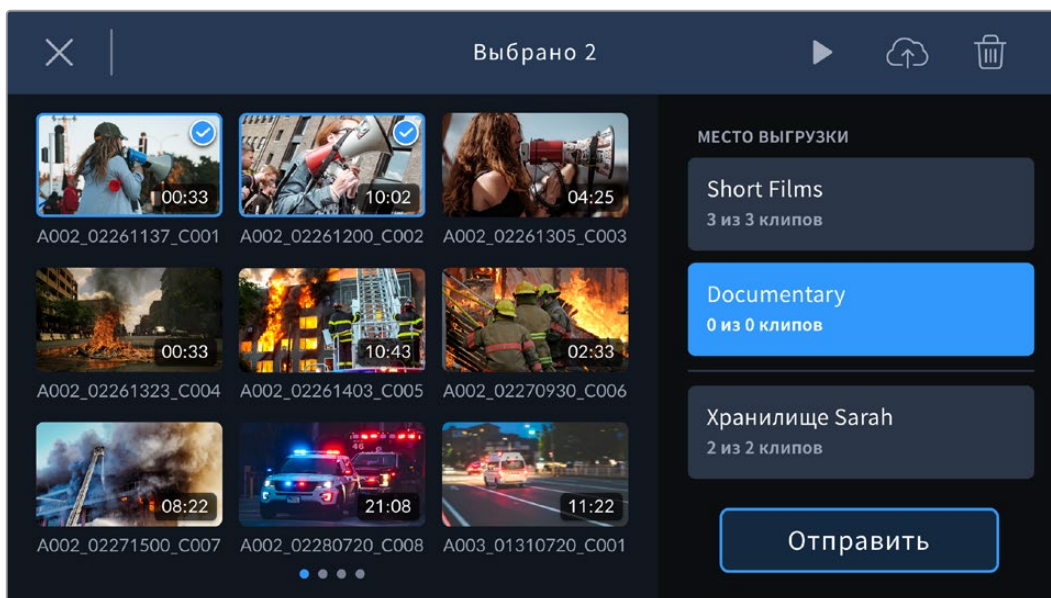 Выбрано 2
00:33
10:02
04:25
A002_02261137_C001
A002_02261200_C002
A002_02261305_C003
00:33
10:43
02:33
A002_02261323_C004
A002_02261403_C005
A002_02270930_C006
46
08:22
21:08
11:22
A002_02271500_C007
A002_02280720_C008
A003_01310720_C001
МЕСТО ВЫГРУЗКИ
Short Films
3 из 3 клипов
Documentary
0 из 0 клипов
Хранилище Sarah
2 из 2 клипов
Отправить